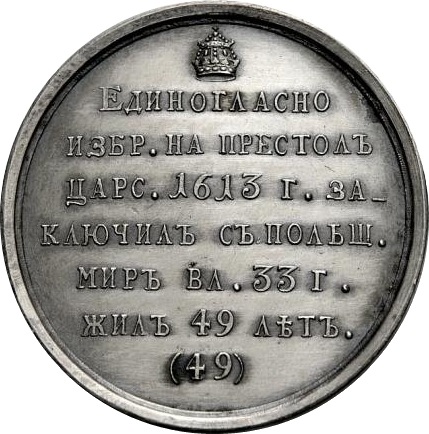 Единогласно
избр. на престолъ
царс. 1613 г. за_
ключилъ съ польщ.
миръ вл. 33 г.
жилъ 49 лѣтъ.
(49)